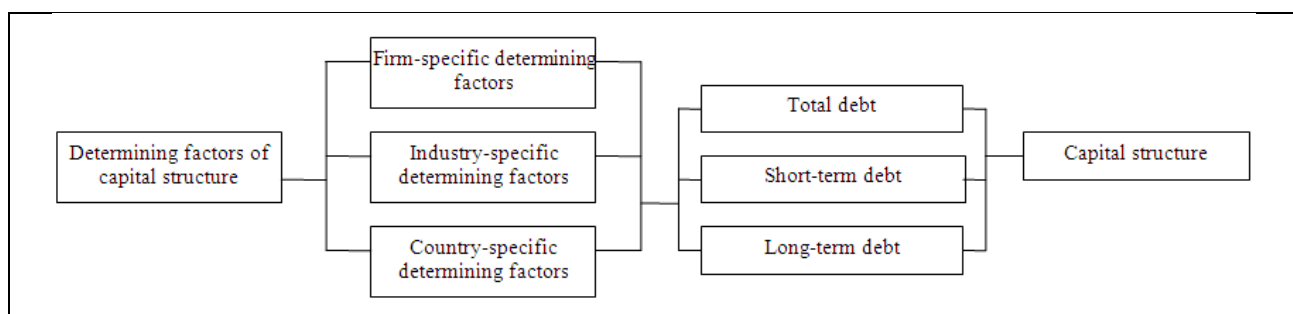 Determining factors of
capital structure
Firm-specific determining
factors
Industry-specific
determining factors
Country-specific
determining factors
Total debt
Short-term debt
Long-term debt
Capital structure